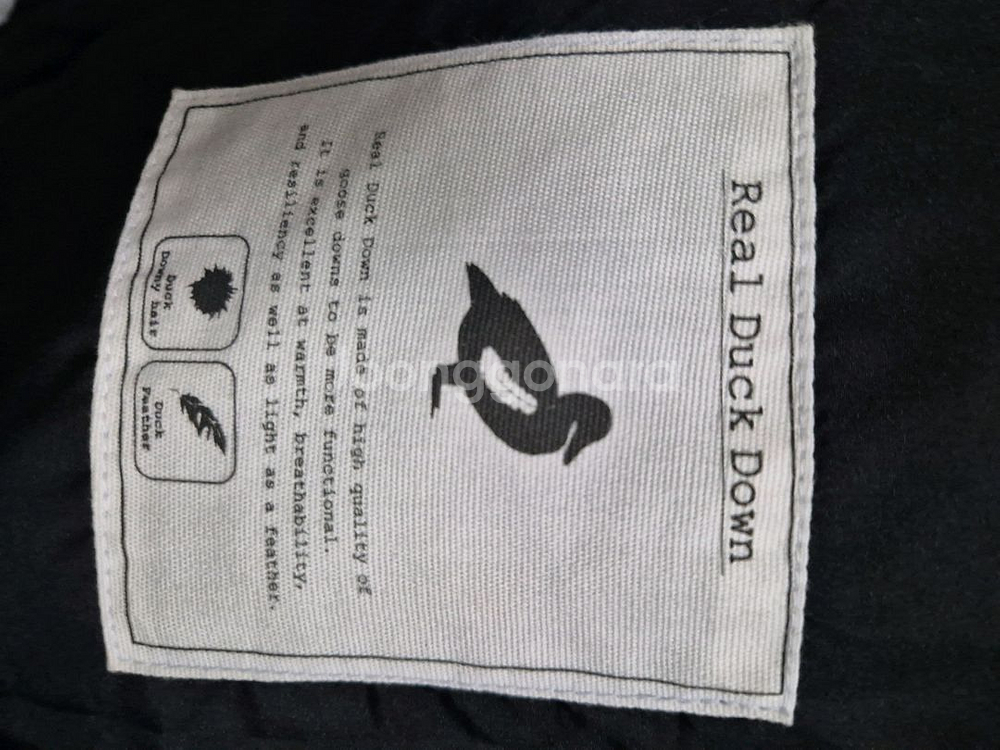 Real Duck Down
Real Duck Down is made of high quality of
goose downs to be more functional.
It is excellent at warmth, breathability,
and resiliency as well as light as a feather.
Duck
Downy hair
Duck
Feather
joonggonara